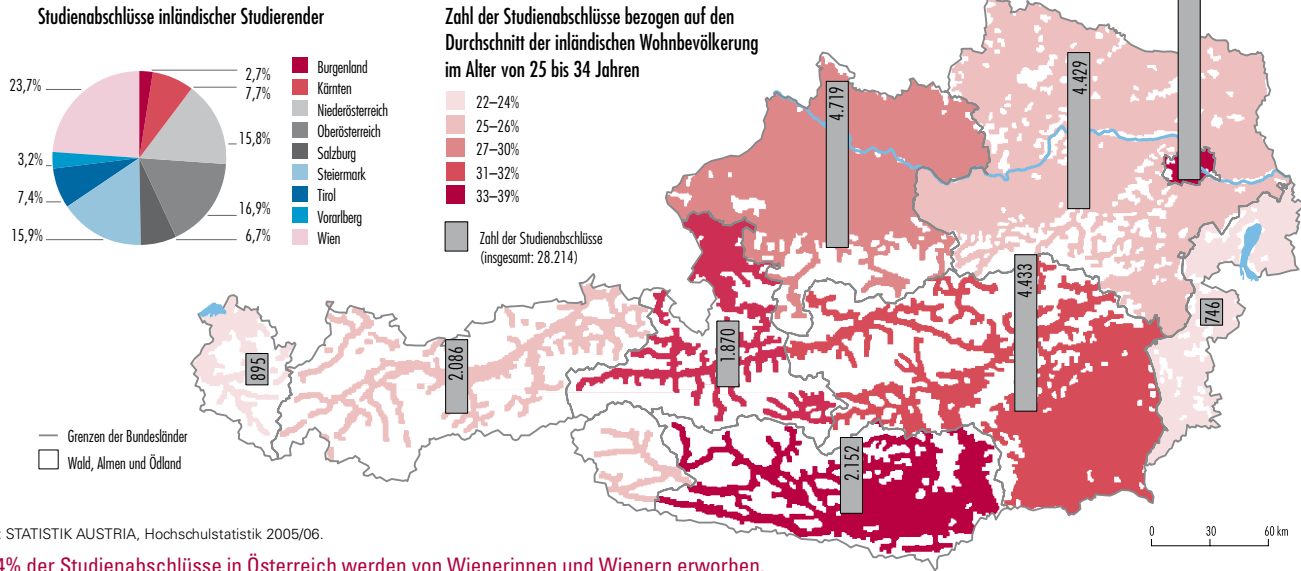 Studienabschlüsse inländischer Studierender
23,7%
3,2%
7,4%
15,9%
2,7%
7,7%
15,8%
16,9%
6,7%
Burgenland
Kärnten
Niederösterreich
Oberösterreich
Salzburg
Steiermark
Tirol
Vorarlberg
Wien
Zahl der Studienabschlüsse bezogen auf den
Durchschnitt der inländischen Wohnbevölkerung
im Alter von 25 bis 34 Jahren
22–24%
25–26%
27–30%
31–32%
33–39%
Zahl der Studienabschlüsse
(insgesamt: 28.214)
4.719
4.429
4.433
746
1.870
2.086
895
2.152
Grenzen der Bundesländer
Wald, Almen und Ödland
0 30 60 km
: STATISTIK AUSTRIA, Hochschulstatistik 2005/06.
4% der Studienabschlüsse in Österreich werden von Wienerinnen und Wienern erworben.